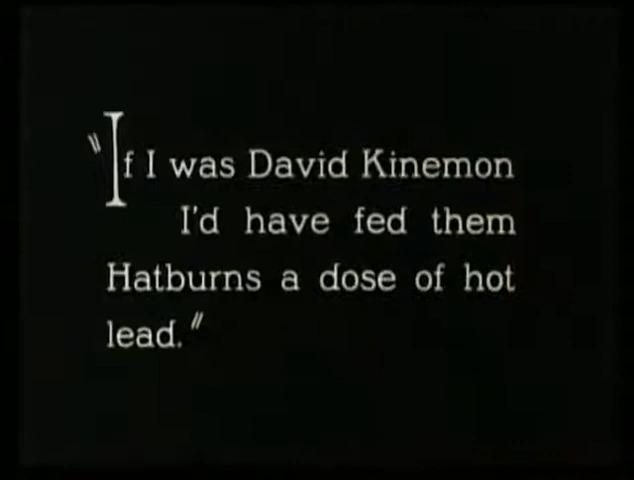 "If I was David Kinemon
I'd have fed them
Hatburns a dose of hot
lead."